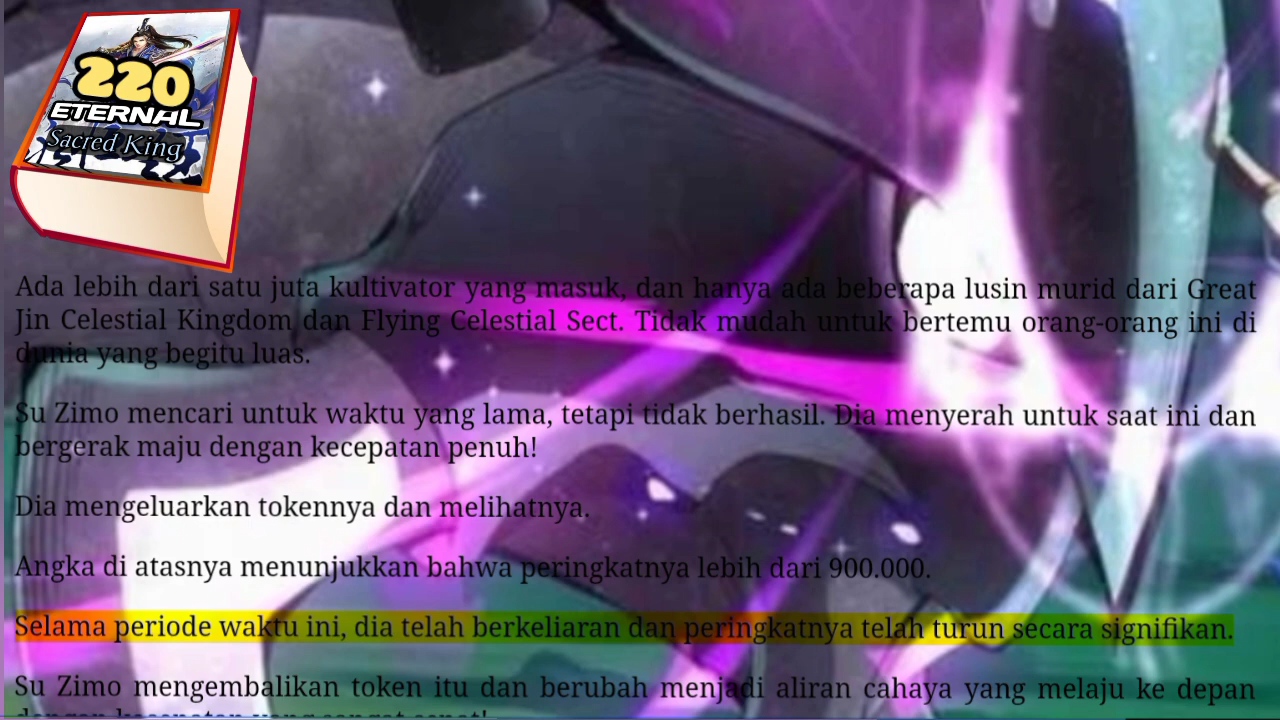 220
ETERNAL
Sacred King
Ada lebih dari satu juta kultivator yang masuk, dan hanya ada beberapa lusin murid dari Great
Jin Celestial Kingdom dan Flying Celestial Sect. Tidak mudah untuk bertemu orang-orang ini di
dunia yang begitu luas.
Su Zimo mencari untuk waktu yang lama, tetapi tidak berhasil. Dia menyerah untuk saat ini dan
bergerak maju dengan kecepatan penuh!
Dia mengeluarkan tokennya dan melihatnya.
Angka di atasnya menunjukkan bahwa peringkatnya lebih dari 900.000.
Selama periode waktu ini, dia telah berkeliaran dan peringkatnya telah turun secara signifikan.
Su Zimo mengembalikan token itu dan berubah menjadi aliran cahaya yang melaju ke depan
dengan kecepatan yang sangat cepat!